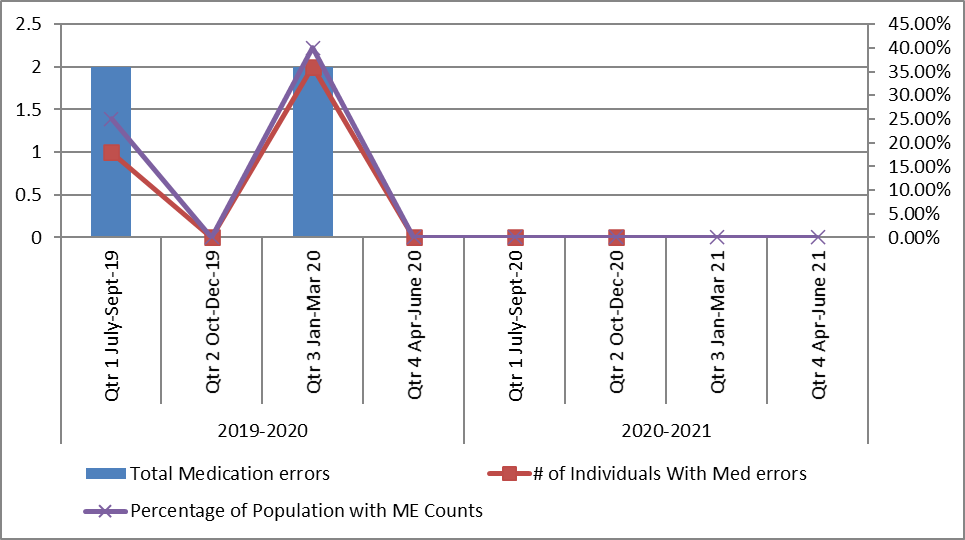 2.5
2
1.5
1
0.5
0
45.00%
40.00%
35.00%
30.00%
25.00%
20.00%
15.00%
10.00%
5.00%
0.00%
Qtr 1 July-Sept-19
Qtr 2 Oct-Dec-19
Qtr 3 Jan-Mar 20
Qtr 4 Apr-June 20
Qtr 1 July-Sept-20
Qtr 2 Oct-Dec-20
Qtr 3 Jan-Mar 21
Qtr 4 Apr-June 21
2019-2020
2020-2021
Total Medication errors
# of Individuals With Med errors
Percentage of Population with ME Counts